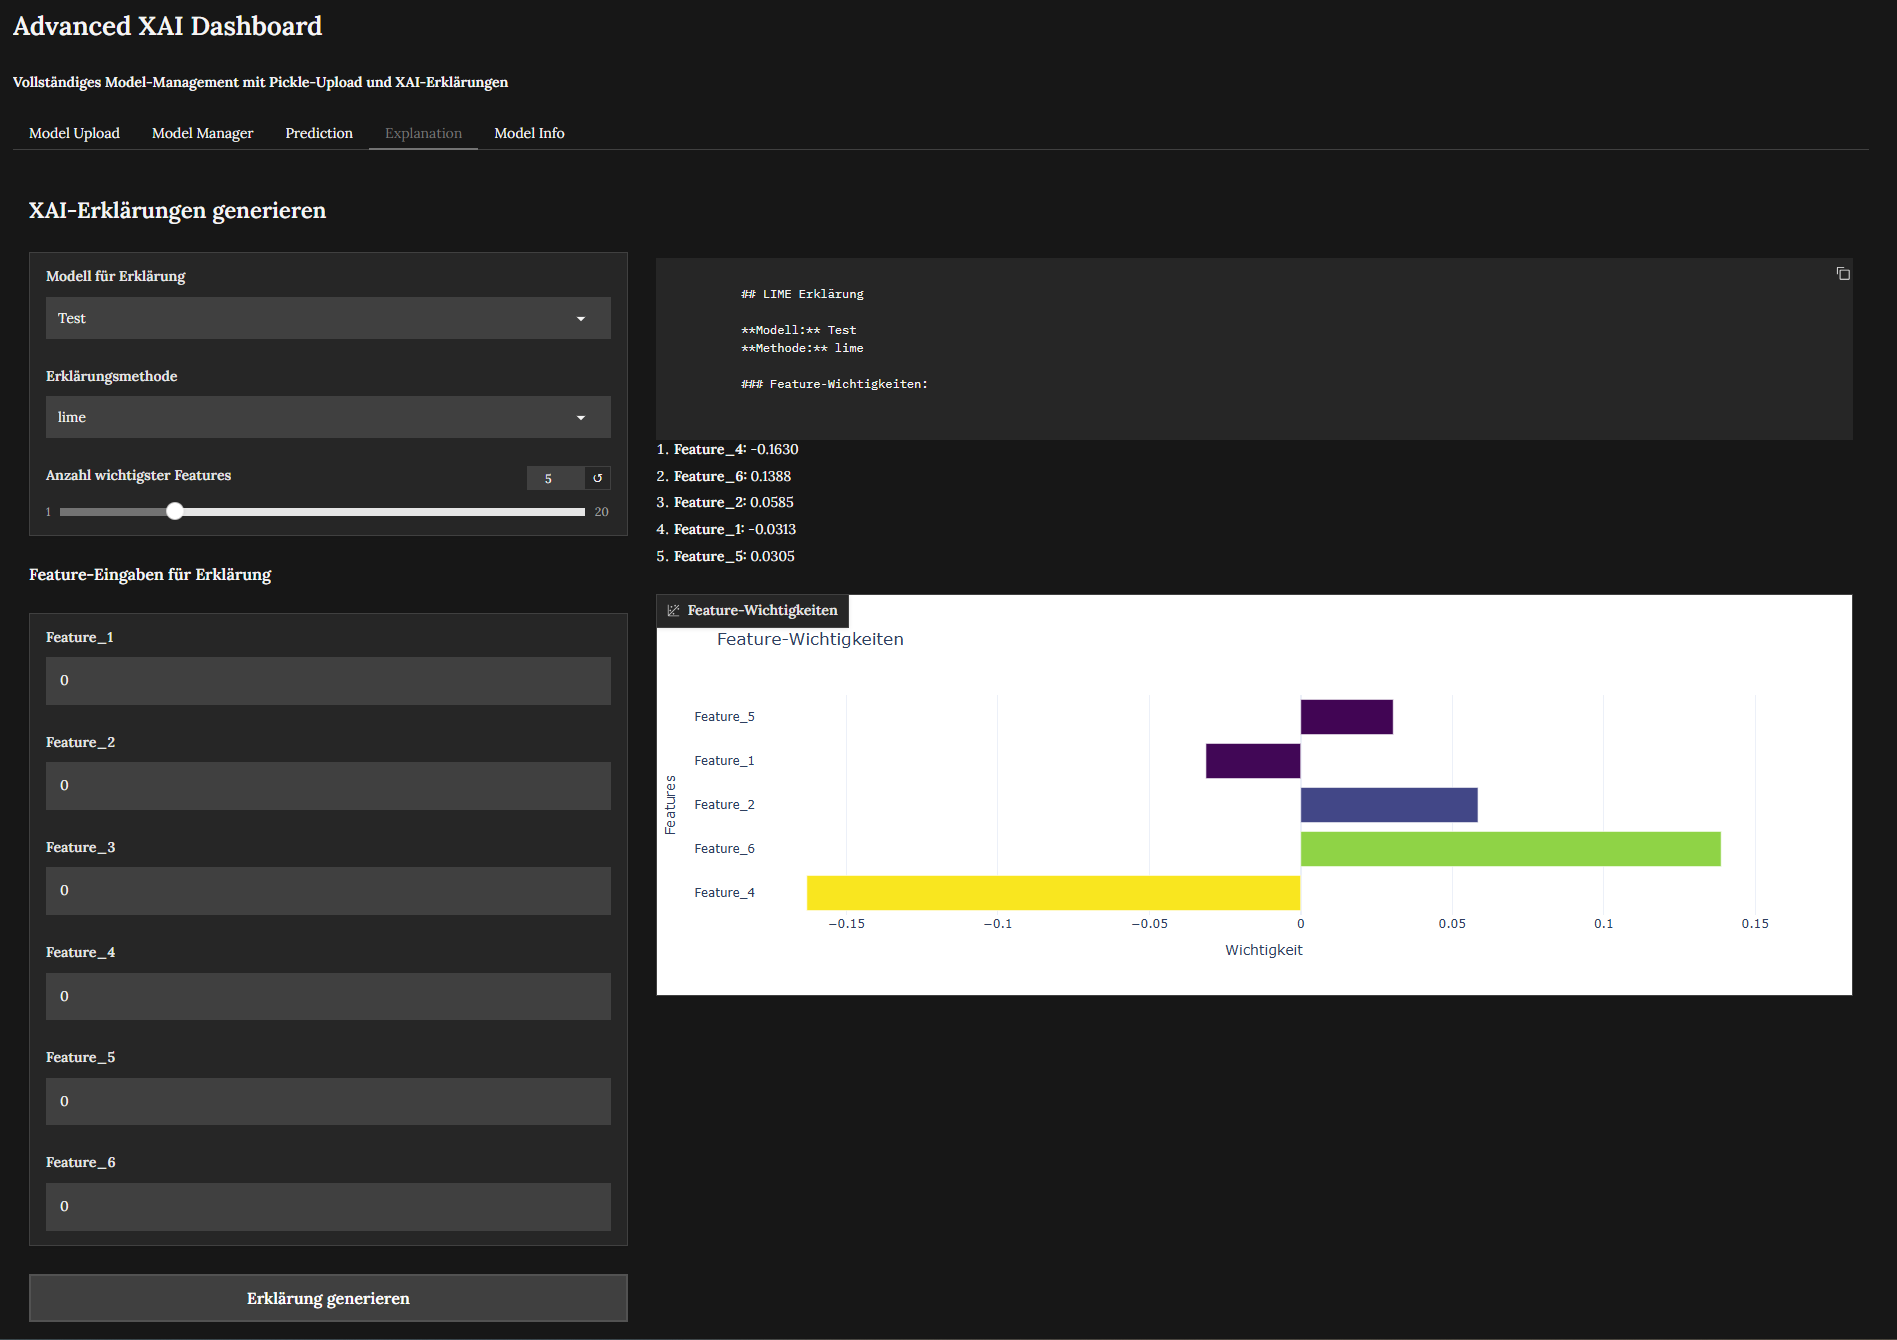 Advanced XAI Dashboard
Vollständiges Model-Management mit Pickle-Upload und XAI-Erklärungen
Model Upload
Model Manager
Prediction
Explanation
Model Info
XAI-Erklärungen generieren
Modell für Erklärung
Test
Erklärungsmethode
lime
Anzahl wichtigster Features
5
↺
1
20
Feature-Eingaben für Erklärung
Feature_1
0
Feature_2
0
Feature_3
0
Feature_4
0
Feature_5
0
Feature_6
0
Erklärung generieren
## LIME Erklärung
**Modell:** Test
**Methode:** lime
### Feature-Wichtigkeiten:
1. Feature_4: -0.1630
2. Feature_6: 0.1388
3. Feature_2: 0.0585
4. Feature_1: -0.0313
5. Feature_5: 0.0305
Feature-Wichtigkeiten
Feature-Wichtigkeiten
Features
Feature_5
Feature_1
Feature_2
Feature_6
Feature_4
−0.15
−0.1
−0.05
0
0.05
0.1
0.15
Wichtigkeit